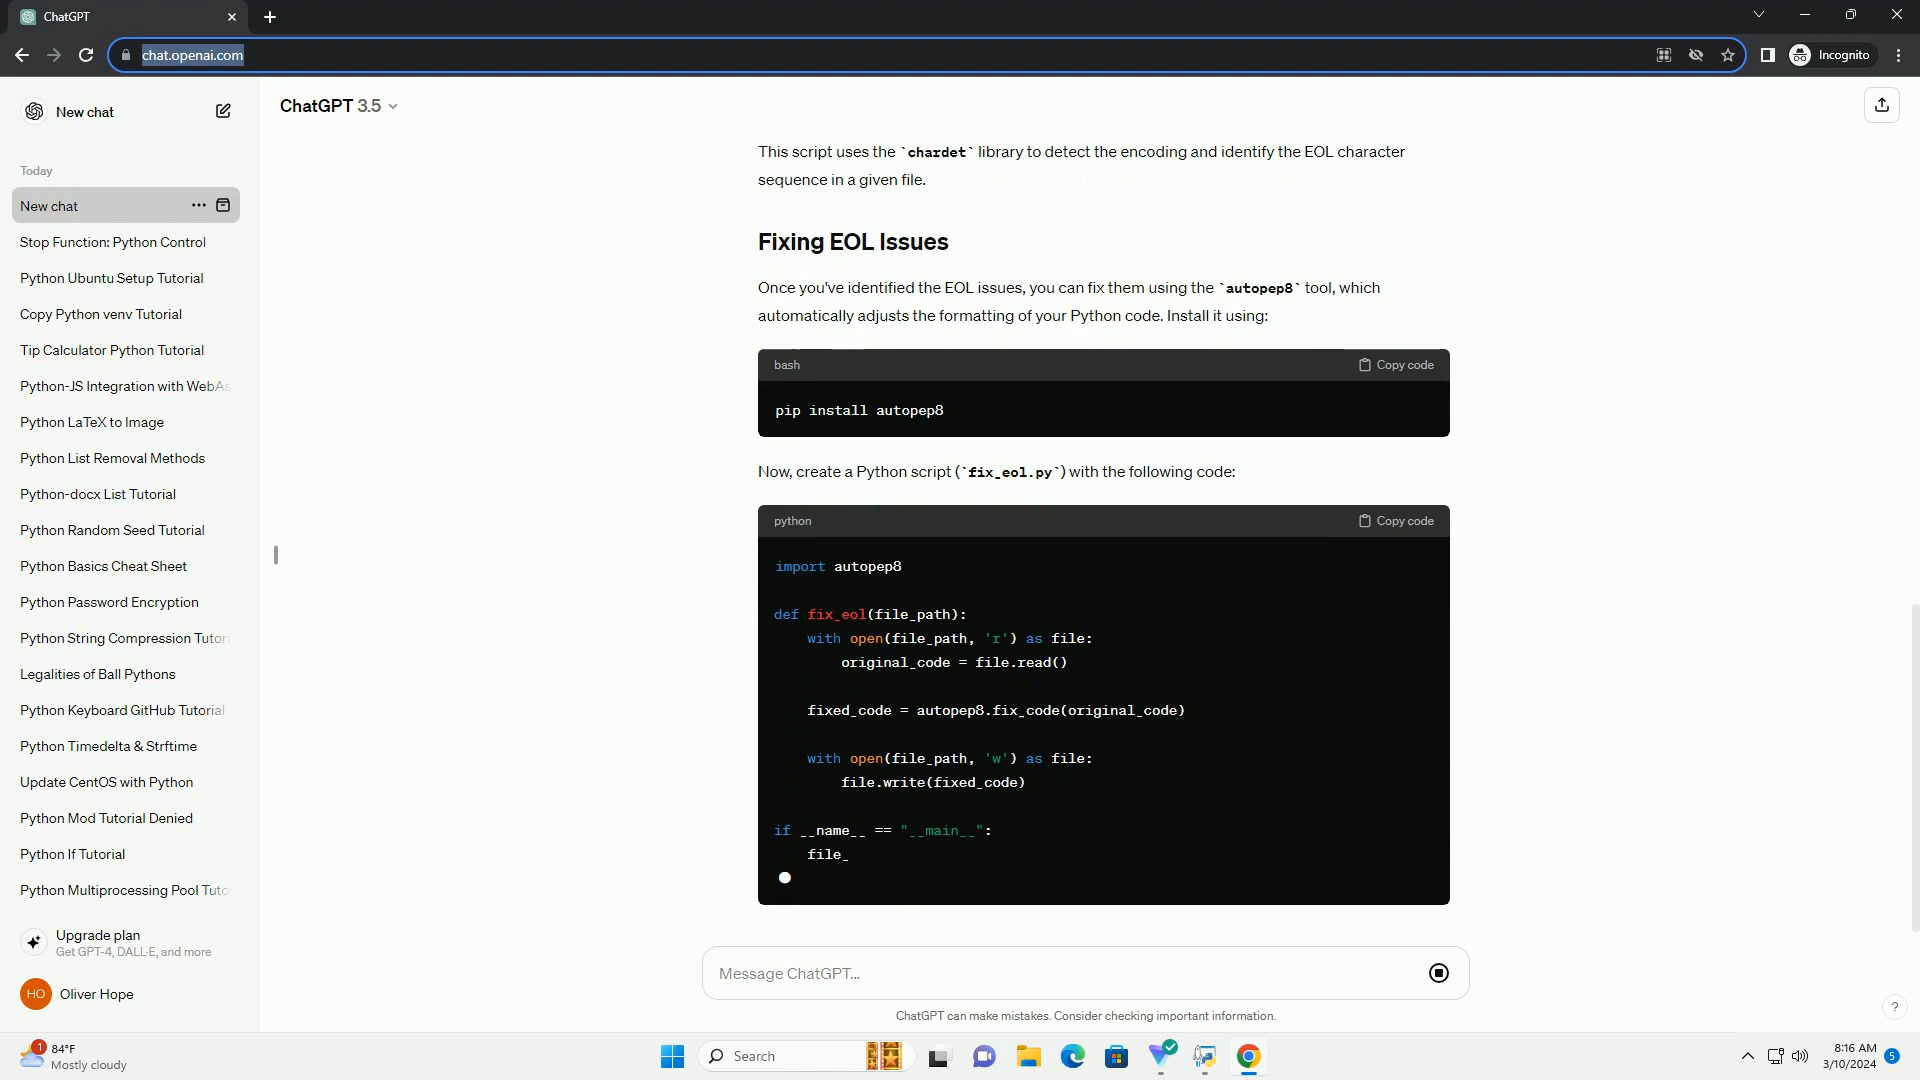 ChatGPT
chat.openai.com
Incognito
New chat
ChatGPT 3.5
Today
New chat
Stop Function: Python Control
Python Ubuntu Setup Tutorial
Copy Python venv Tutorial
Tip Calculator Python Tutorial
Python-JS Integration with WebAs
Python LaTeX to Image
Python List Removal Methods
Python-docx List Tutorial
Python Random Seed Tutorial
Python Basics Cheat Sheet
Python Password Encryption
Python String Compression Tutori
Legalities of Ball Pythons
Python Keyboard GitHub Tutorial
Python Timedelta & Strftime
Update CentOS with Python
Python Mod Tutorial Denied
Python If Tutorial
Python Multiprocessing Pool Tuto
Upgrade plan
Get GPT-4, DALL·E, and more
HO Oliver Hope
This script uses the `chardet` library to detect the encoding and identify the EOL character
sequence in a given file.
Fixing EOL Issues
Once you've identified the EOL issues, you can fix them using the `autopep8` tool, which
automatically adjusts the formatting of your Python code. Install it using:
bash Copy code
pip install autopep8
Now, create a Python script (`fix_eol.py`) with the following code:
python Copy code
import autopep8
def fix_eol(file_path):
with open(file_path, 'r') as file:
original_code = file.read()
fixed_code = autopep8.fix_code(original_code)
with open(file_path, 'w') as file:
file.write(fixed_code)
if __name__ == "__main__":
file_
Message ChatGPT…
ChatGPT can make mistakes. Consider checking important information.
?
1
84°F
Mostly cloudy
Search
8:16 AM
3/10/2024
5